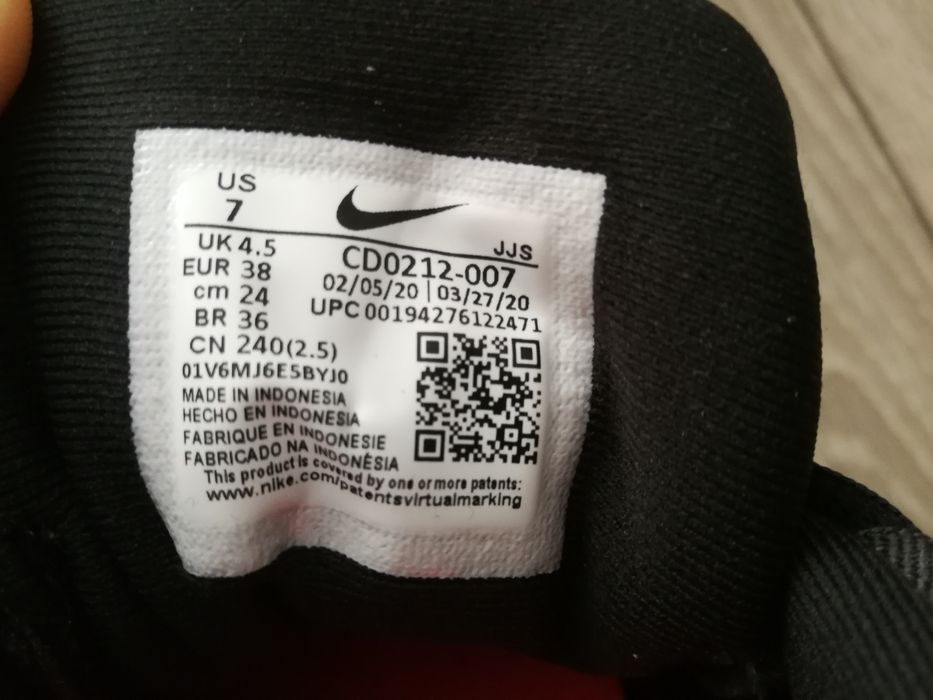 US
7
JJS
UK 4.5
EUR 38
cm 24
BR 36
CN 240(2.5)
CD0212-007
02/05/20 | 03/27/20
UPC 00194276122471
01V6MJ6E5BYJ0
MADE IN INDONESIA
HECHO EN INDONESIA
FABRIQUE EN INDONESIE
FABRICADO NA INDONÉSIA
This product is covered by one or more patents:
www.nike.com/patentsvirtualmarking